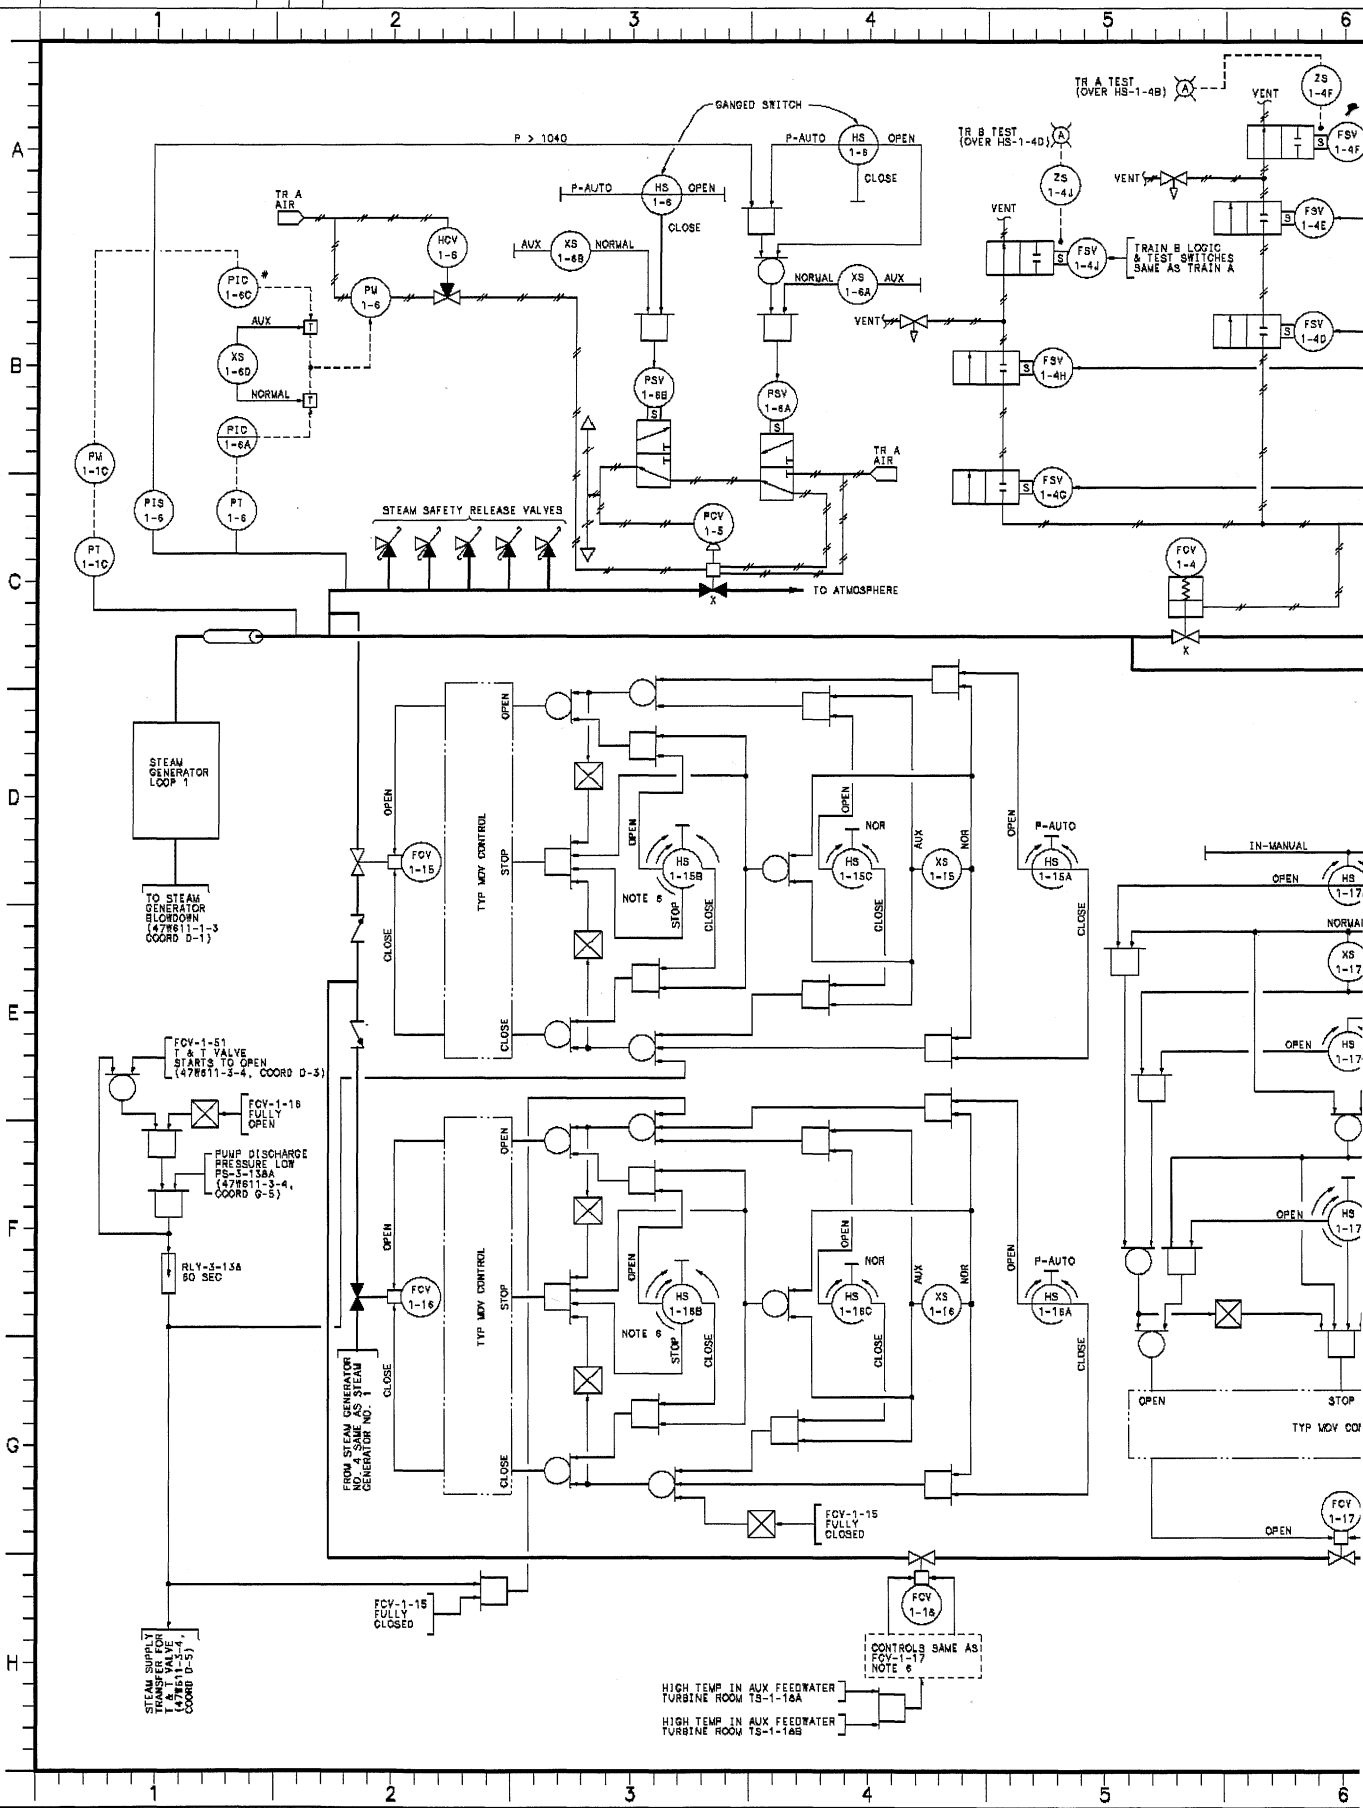 1 2 3 4 5 6
A
B
C
D
E
F
G
H
GANGED SWITCH
P > 1040
P-AUTO
HS
1-6
OPEN
CLOSE
P-AUTO
OPEN
CLOSE
TR A
AIR
HCV
1-6
AUX
XS
1-6B
NORMAL
NORMAL
XS
1-6A
AUX
PIC
1-6C
*
PM
1-6
AUX
T
XS
1-6D
NORMAL
T
PIC
1-6A
PSV
1-6B
S
PSV
1-6A
S
TR A
AIR
PM
1-1C
PIS
1-6
PT
1-6
PT
1-1C
STEAM SAFETY RELEASE VALVES
PCV
1-5
X
TO ATMOSPHERE
TR A TEST
(OVER HS-1-4B)
A
ZS
1-4F
VENT
S
FSV
1-4F
TR B TEST
(OVER HS-1-4D)
A
ZS
1-4J
VENT
VENT
S
FSV
1-4E
S
FSV
1-4J
TRAIN B LOGIC
& TEST SWITCHES
SAME AS TRAIN A
VENT
S
FSV
1-4D
S
FSV
1-4H
S
FSV
1-4G
FCV
1-4
X
STEAM
GENERATOR
LOOP 1
TO STEAM
GENERATOR
BLOWDOWN
(47W611-1-3
COORD D-1)
OPEN
FCV
1-15
CLOSE
OPEN
TYP MOV CONTROL
STOP
CLOSE
OPEN
HS
1-15B
NOTE 6
STOP
CLOSE
OPEN
NOR
HS
1-15C
CLOSE
AUX
XS
1-15
NOR
OPEN
P-AUTO
HS
1-15A
CLOSE
IN-MANUAL
OPEN
HS
1-17
NORMAL
XS
1-17
OPEN
HS
1-17
OPEN
HS
1-17
FCV-1-51
T & T VALVE
STARTS TO OPEN
(47W611-3-4, COORD D-3)
FCV-1-16
FULLY
OPEN
PUMP DISCHARGE
PRESSURE LOW
PS-3-138A
(47W611-3-4,
COORD G-5)
RLY-3-138
60 SEC
OPEN
FCV
1-16
CLOSE
FROM STEAM GENERATOR
NO. 4 SAME AS STEAM
GENERATOR NO. 1
OPEN
TYP MOV CONTROL
STOP
CLOSE
OPEN
HS
1-16B
NOTE 6
STOP
CLOSE
OPEN
NOR
HS
1-16C
CLOSE
AUX
XS
1-16
NOR
OPEN
P-AUTO
HS
1-16A
CLOSE
FCV-1-15
FULLY
CLOSED
OPEN
STOP
TYP MOV CO
OPEN
FCV
1-17
FCV-1-15
FULLY
CLOSED
FCV
1-18
CONTROLS SAME AS
FCV-1-17
NOTE 6
HIGH TEMP IN AUX FEEDWATER
TURBINE ROOM TS-1-18A
HIGH TEMP IN AUX FEEDWATER
TURBINE ROOM TS-1-18B
STEAM SUPPLY
TRANSFER FOR
T & T VALVE
(47W611-3-4,
COORD D-5)
1 2 3 4 5 6